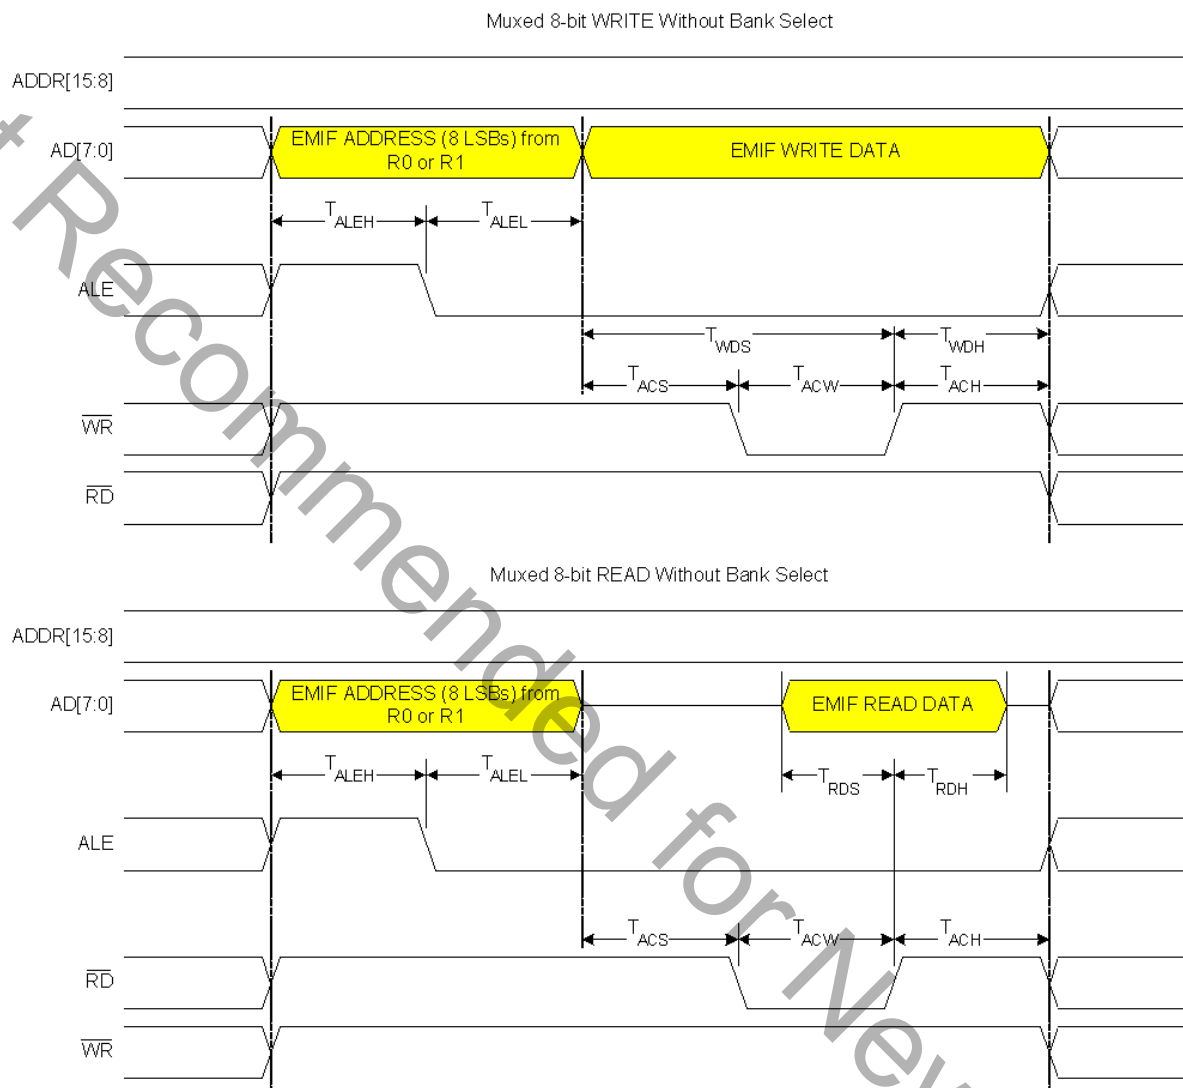 Muxed 8-bit WRITE Without Bank Select
ADDR[15:8]
AD[7:0]
EMIF ADDRESS (8 LSBs) from
R0 or R1
EMIF WRITE DATA
TALEH
TALEL
ALE
TWDS
TWDH
TACS
TACW
TACH
WR
RD
Muxed 8-bit READ Without Bank Select
ADDR[15:8]
AD[7:0]
EMIF ADDRESS (8 LSBs) from
R0 or R1
EMIF READ DATA
TALEH
TALEL
TRDS
TRDH
ALE
TACS
TACW
TACH
RD
WR
Recommended for New